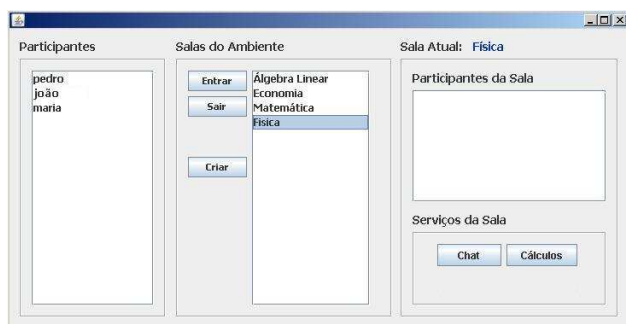 Participantes
pedro
joão
maria
Salas do Ambiente
Entrar
Sair
Criar
Álgebra Linear
Economia
Matemática
Física
Sala Atual: Física
Participantes da Sala
Serviços da Sala
Chat
Cálculos